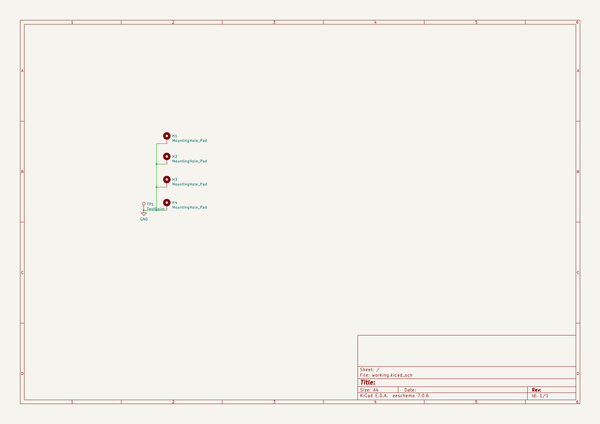 1 2 3 4 5 6
A A
H1
MountingHole_Pad
H2
MountingHole_Pad
B B
H3
MountingHole_Pad
H4
MountingHole_Pad
TP1
GND
C C
Sheet: /
File: working.kicad_sch
Title:
D D
Size: A4 Date: Rev:
KiCad E.D.A. eeschema 7.0.6 Id: 1/1
1 2 3 4 5 6